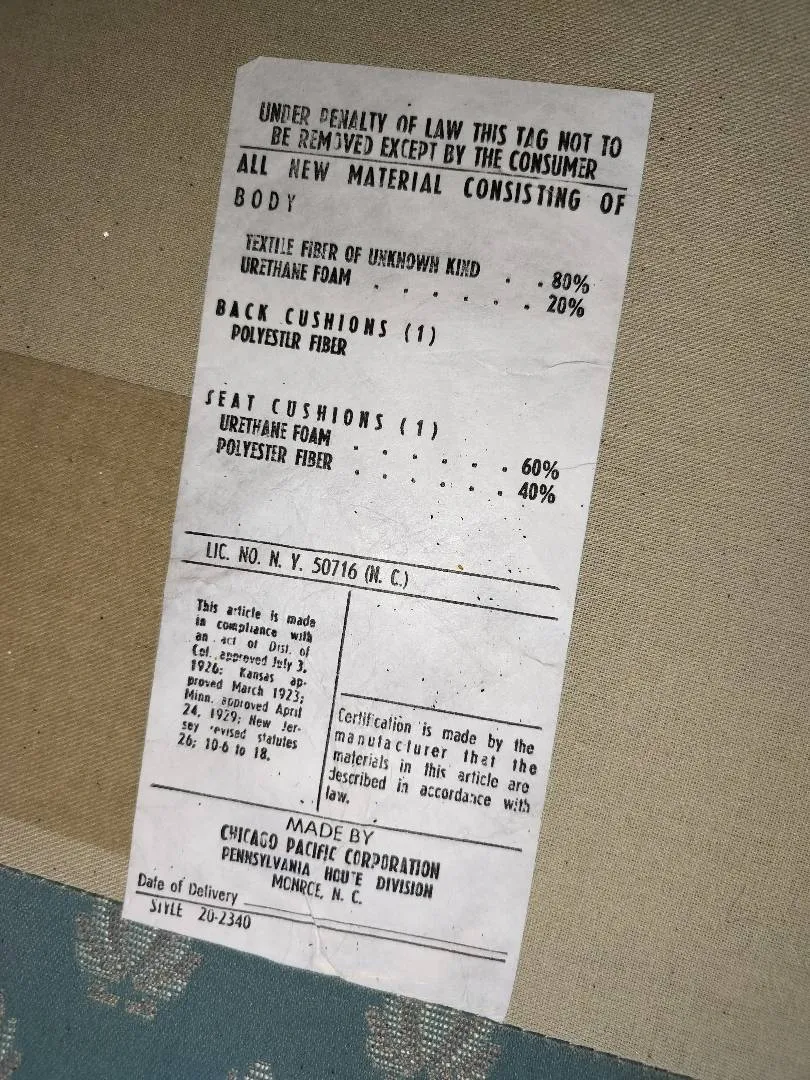 UNDER PENALTY OF LAW THIS TAG NOT TO
BE REMOVED EXCEPT BY THE CONSUMER
ALL NEW MATERIAL CONSISTING OF
BODY
TEXTILE FIBER OF UNKNOWN KIND . . 80%
URETHANE FOAM . . . . . . 20%
BACK CUSHIONS (1)
POLYESTER FIBER
SEAT CUSHIONS (1)
URETHANE FOAM . . . . . . 60%
POLYESTER FIBER . . . . . . 40%
LIC. NO. N. Y. 50716 (N. C.)
This article is made
in compliance with
an act of Dist. of
Col. approved July 3,
1926; Kansas ap-
proved March 1923;
Minn. approved April
24, 1929; New Jer-
sey revised statutes
26; 10-6 to 18.
Certification is made by the
manufacturer that the
materials in this article are
described in accordance with
law.
MADE BY
CHICAGO PACIFIC CORPORATION
PENNSYLVANIA HOUSE DIVISION
MONROE, N. C.
Date of Delivery
STYLE 20-2340